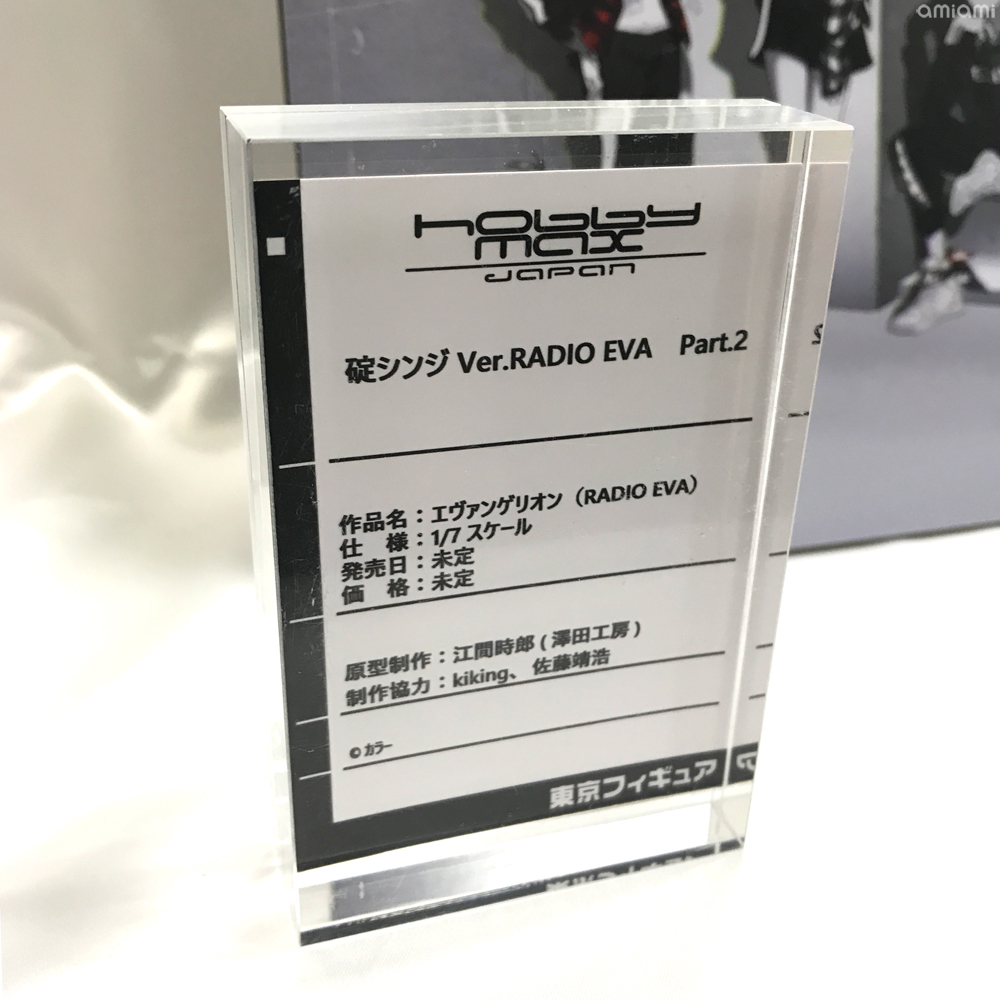 amiami
hobby
max
japan
碇シンジ Ver.RADIO EVA Part.2
作品名：エヴァンゲリオン（RADIO EVA）
仕　様：1/7 スケール
発売日：未定
価　格：未定
原型制作：江間時郎 ( 澤田工房 )
制作協力：kiking、佐藤靖浩
© カラー
東京フィギュア